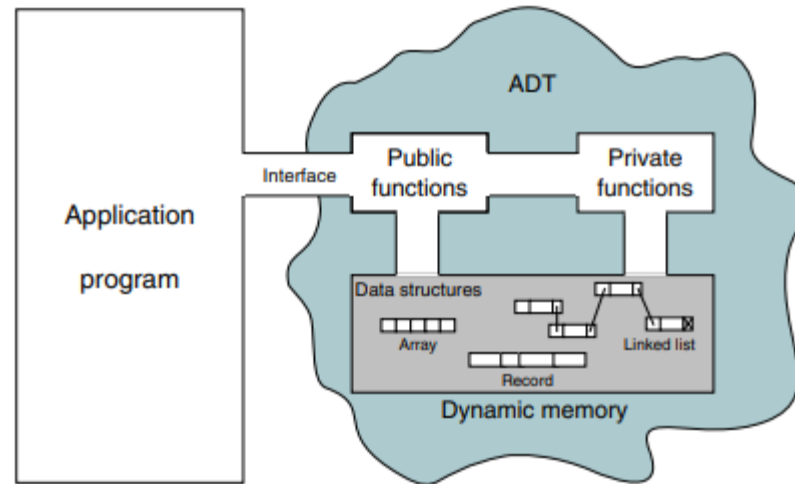 ADT
Application
program
Interface
Public
functions
Private
functions
Data structures
Array
Record
Linked list
Dynamic memory